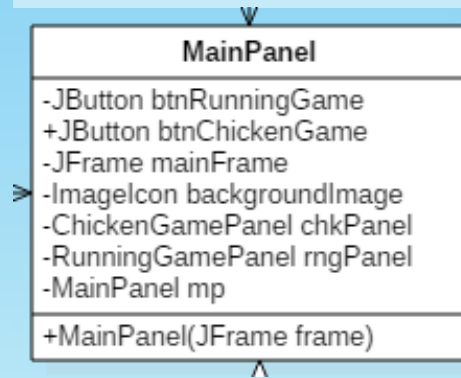 MainPanel
-JButton btnRunningGame
+JButton btnChickenGame
-JFrame mainFrame
-ImageIcon backgroundImage
-ChickenGamePanel chkPanel
-RunningGamePanel rngPanel
-MainPanel mp
+MainPanel(JFrame frame)